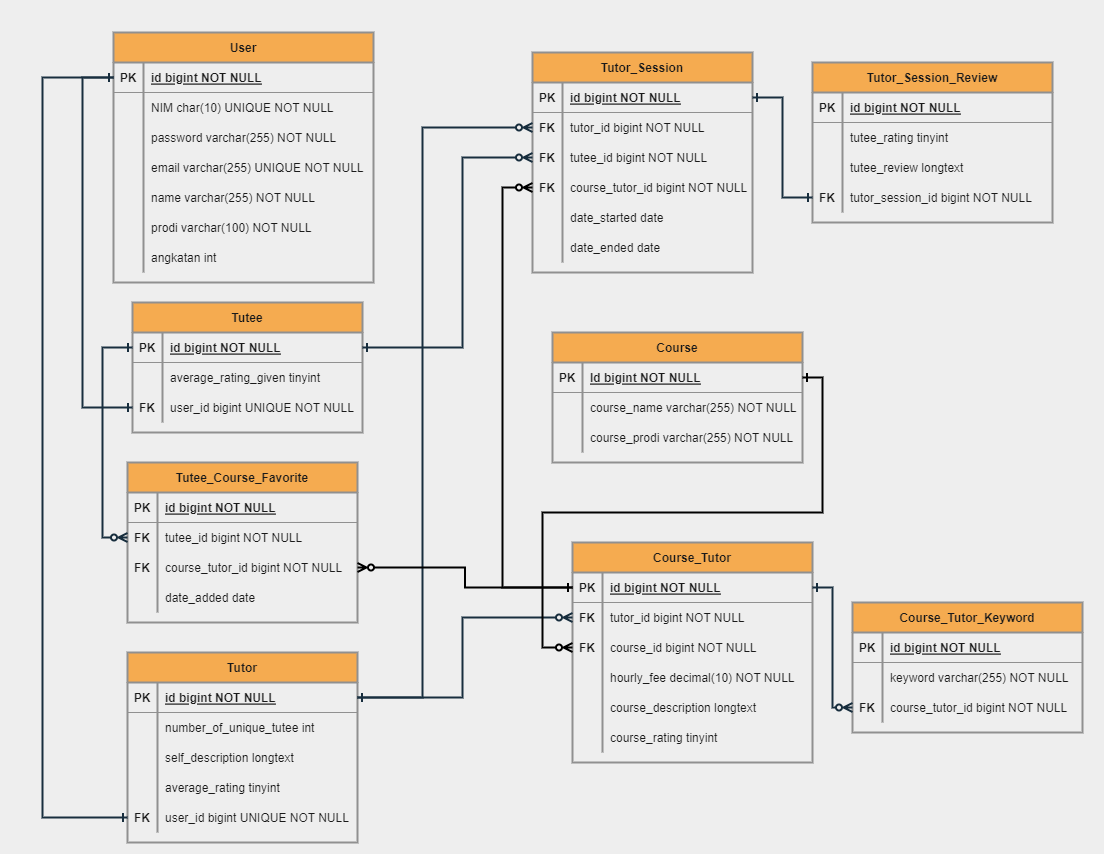 User
PK id bigint NOT NULL
NIM char(10) UNIQUE NOT NULL
password varchar(255) NOT NULL
email varchar(255) UNIQUE NOT NULL
name varchar(255) NOT NULL
prodi varchar(100) NOT NULL
angkatan int
Tutee
PK id bigint NOT NULL
average_rating_given tinyint
FK user_id bigint UNIQUE NOT NULL
Tutee_Course_Favorite
PK id bigint NOT NULL
FK tutee_id bigint NOT NULL
FK course_tutor_id bigint NOT NULL
date_added date
Tutor
PK id bigint NOT NULL
number_of_unique_tutee int
self_description longtext
average_rating tinyint
FK user_id bigint UNIQUE NOT NULL
Tutor_Session
PK id bigint NOT NULL
FK tutor_id bigint NOT NULL
FK tutee_id bigint NOT NULL
FK course_tutor_id bigint NOT NULL
date_started date
date_ended date
Tutor_Session_Review
PK id bigint NOT NULL
tutee_rating tinyint
tutee_review longtext
FK tutor_session_id bigint NOT NULL
Course
PK Id bigint NOT NULL
course_name varchar(255) NOT NULL
course_prodi varchar(255) NOT NULL
Course_Tutor
PK id bigint NOT NULL
FK tutor_id bigint NOT NULL
FK course_id bigint NOT NULL
hourly_fee decimal(10) NOT NULL
course_description longtext
course_rating tinyint
Course_Tutor_Keyword
PK id bigint NOT NULL
keyword varchar(255) NOT NULL
FK course_tutor_id bigint NOT NULL